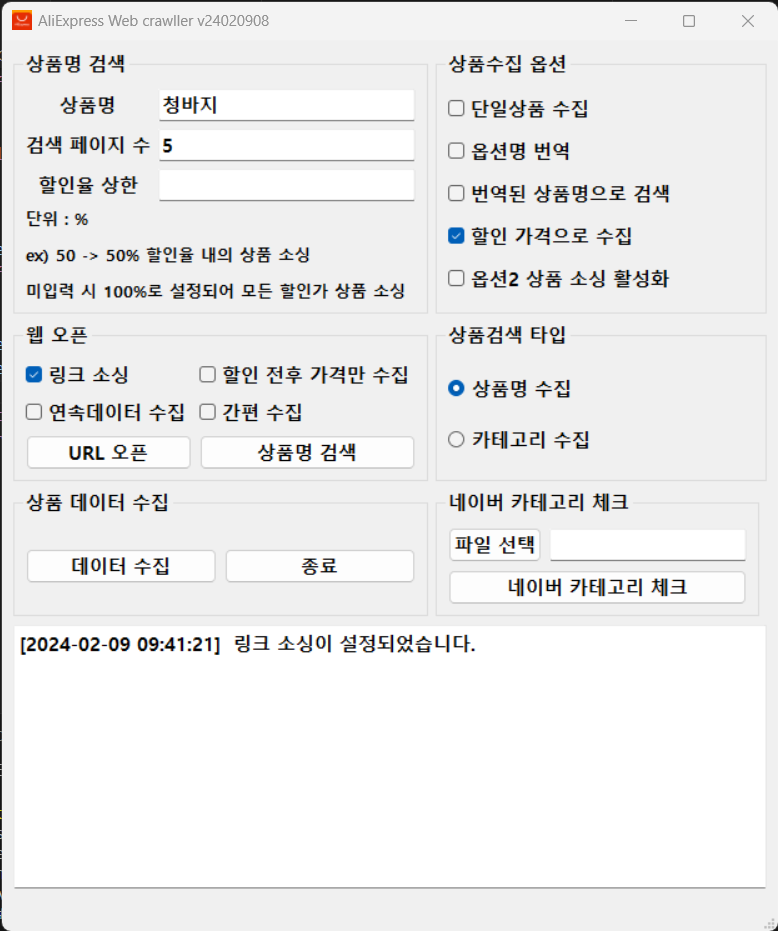 AliExpress Web crawller v24020908
상품명 검색
상품명 청바지
검색 페이지 수 5
할인율 상한
단위 : %
ex) 50 -> 50% 할인율 내의 상품 소싱
미입력 시 100%로 설정되어 모든 할인가 상품 소싱
상품수집 옵션
단일상품 수집
옵션명 번역
번역된 상품명으로 검색
할인 가격으로 수집
옵션2 상품 소싱 활성화
웹 오픈
링크 소싱 할인 전후 가격만 수집
연속데이터 수집 간편 수집
URL 오픈 상품명 검색
상품검색 타입
상품명 수집
카테고리 수집
상품 데이터 수집
데이터 수집 종료
네이버 카테고리 체크
파일 선택
네이버 카테고리 체크
[2024-02-09 09:41:21] 링크 소싱이 설정되었습니다.